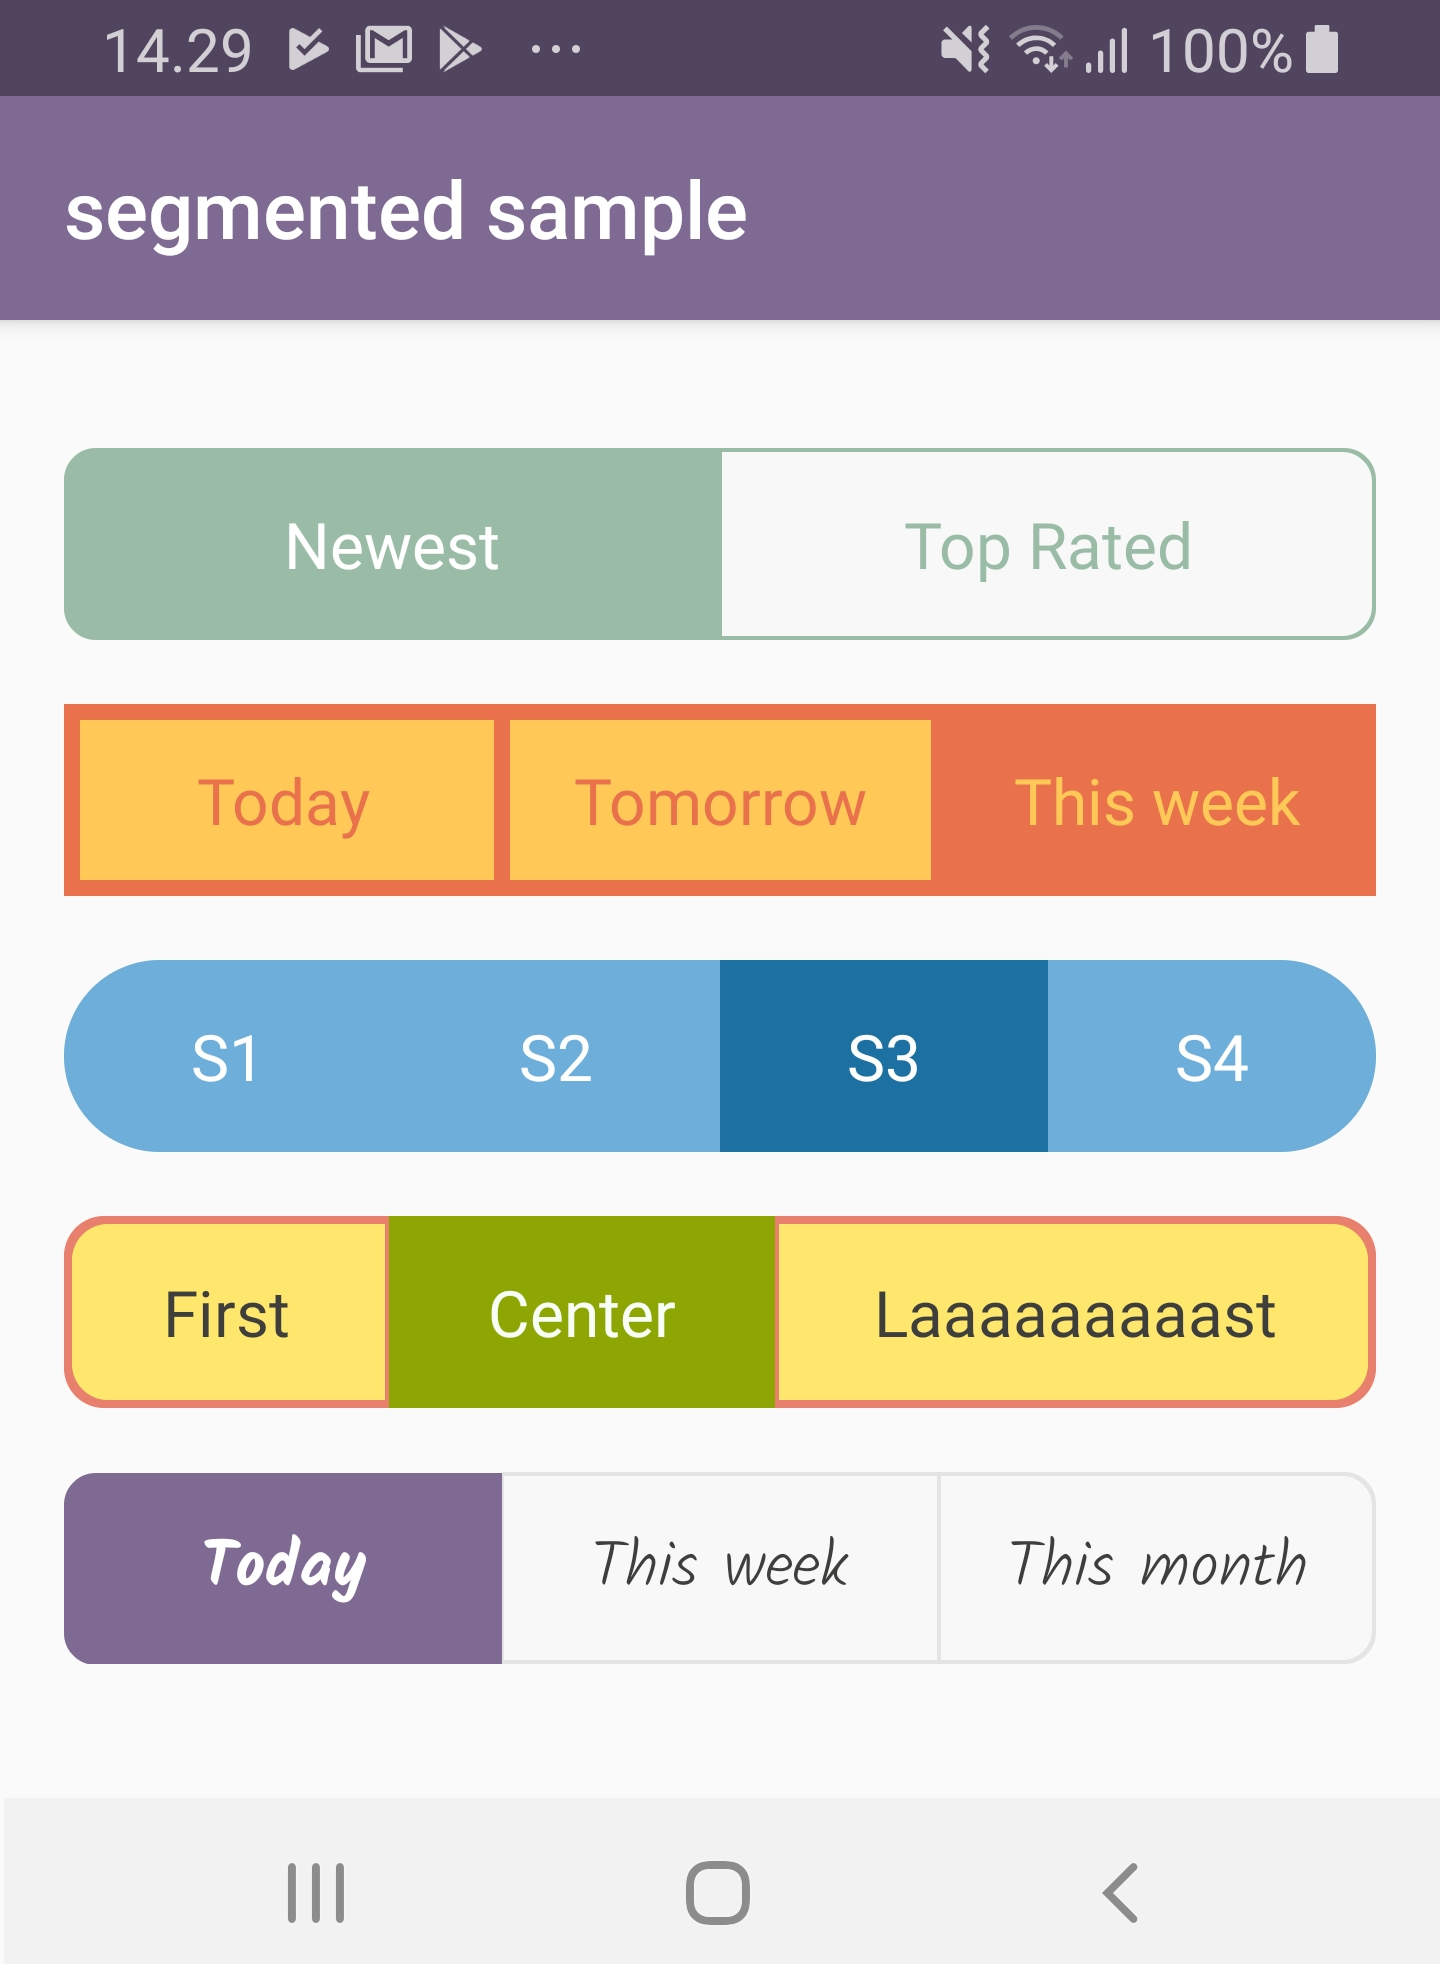 14.29 ... 100%
segmented sample
Newest Top Rated
Today Tomorrow This week
S1 S2 S3 S4
First Center Laaaaaaaaast
Today This week This month